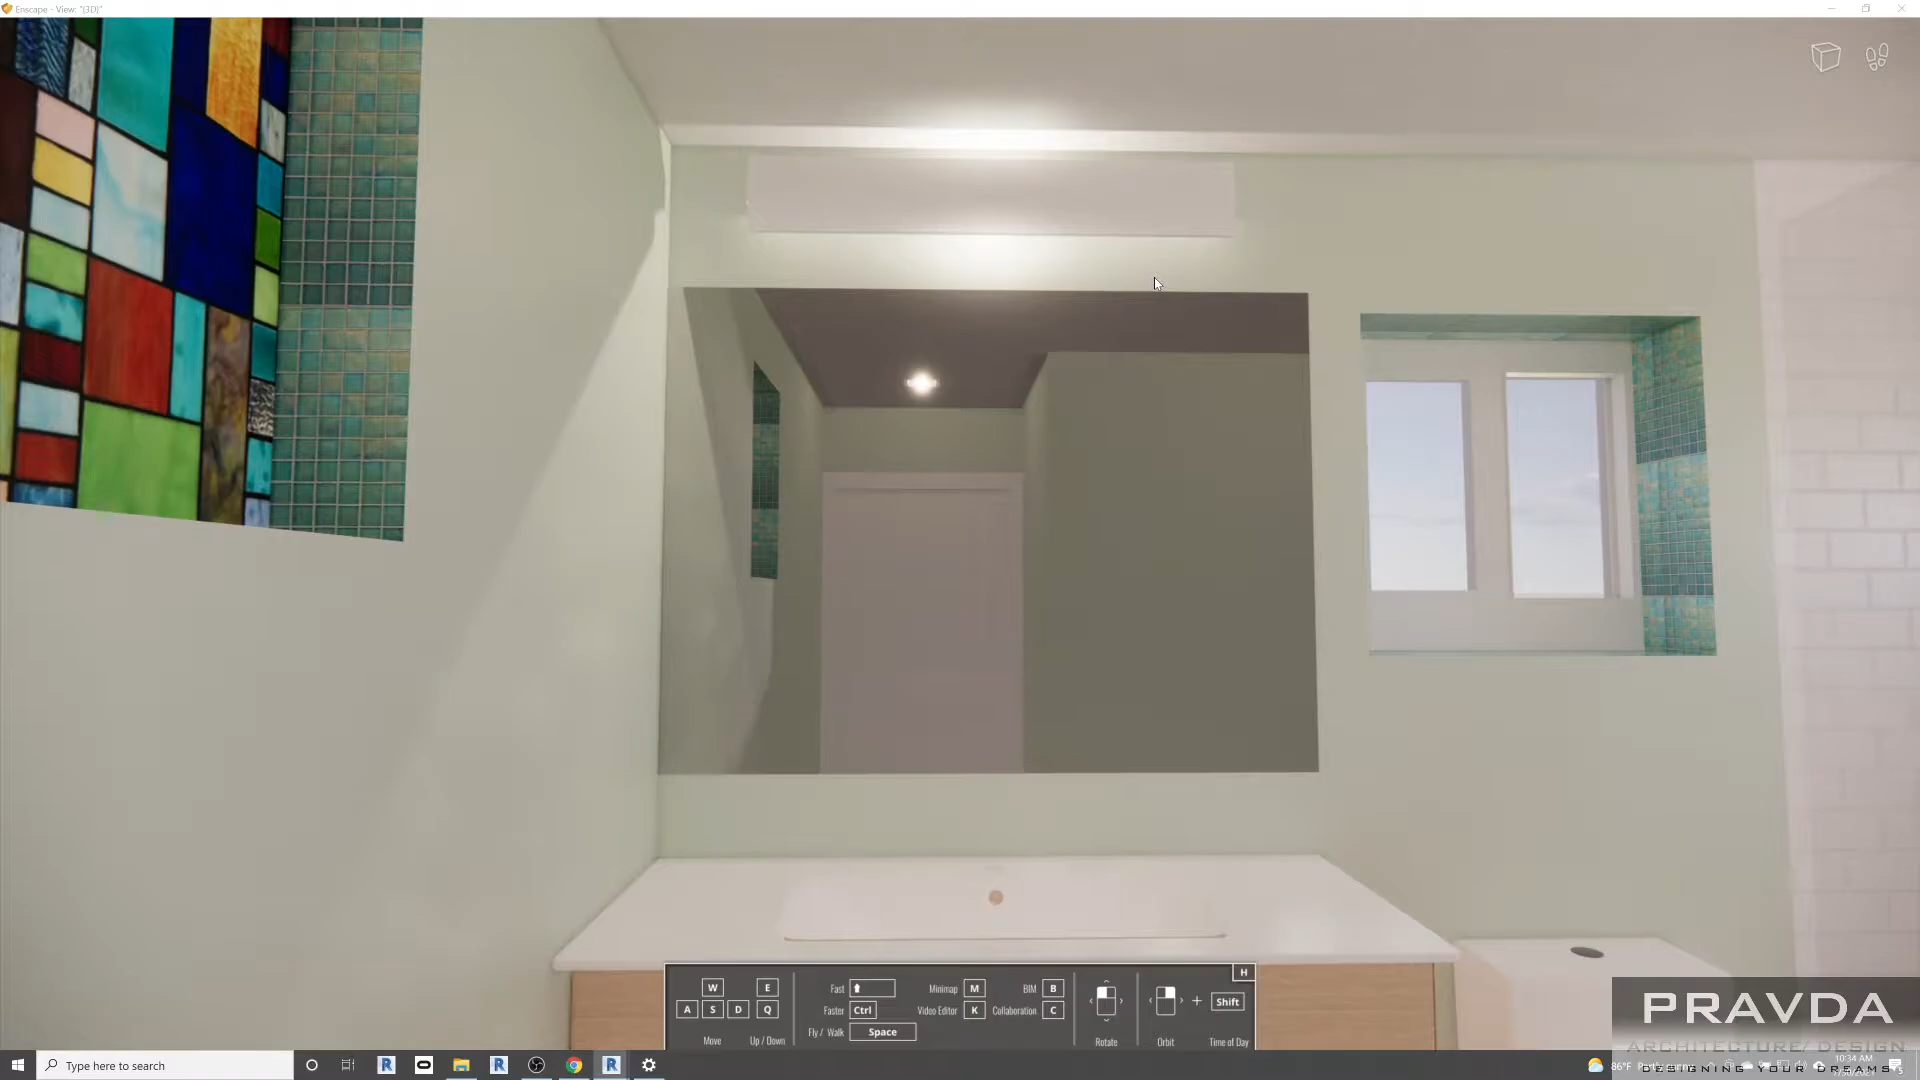 Enscape - View: "{3D}"
W
E
A
S
D
Q
Move
Up / Down
Fast
Faster
Ctrl
Fly / Walk
Space
Minimap
M
Video Editor
K
BIM
B
Collaboration
C
H
Rotate
+
Shift
Orbit
Time of Day
PRAVDA
ARCHITECTURE/ DESIGN
DESIGNING YOUR DREAMS
Type here to search
R
R
R
86°F
10:34 AM